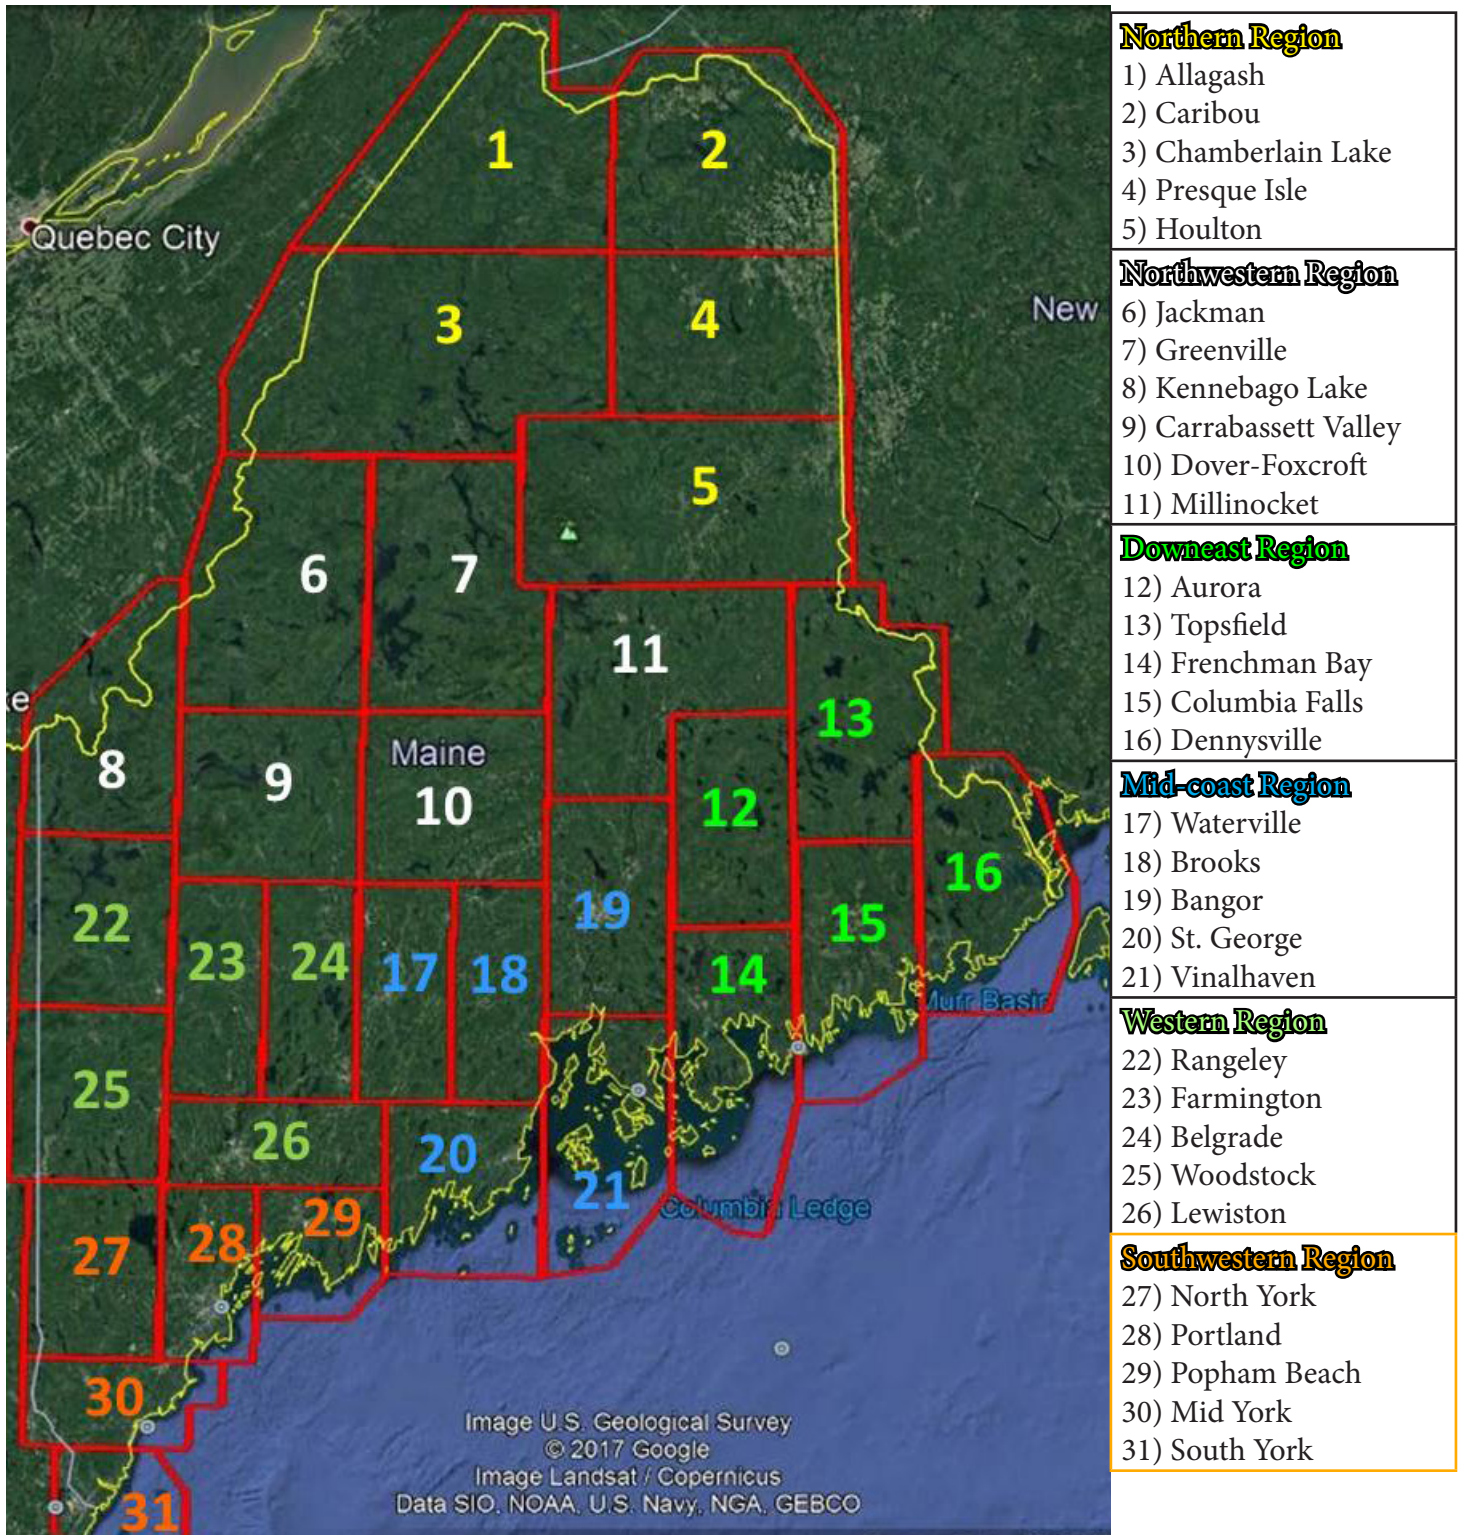 1
2
Quebec City
New
3
4
5
6
7
11
ke
13
Maine
8
9
10
12
16
22
19
15
23
24
17
18
14
Murr Basin
25
26
20
21
Columbia Ledge
29
28
27
30
31
Image U.S. Geological Survey
© 2017 Google
Image Landsat / Copernicus
Data SIO, NOAA, U.S. Navy, NGA, GEBCO
Northern Region
1) Allagash
2) Caribou
3) Chamberlain Lake
4) Presque Isle
5) Houlton
Northwestern Region
6) Jackman
7) Greenville
8) Kennebago Lake
9) Carrabassett Valley
10) Dover-Foxcroft
11) Millinocket
Downeast Region
12) Aurora
13) Topsfield
14) Frenchman Bay
15) Columbia Falls
16) Dennysville
Mid-coast Region
17) Waterville
18) Brooks
19) Bangor
20) St. George
21) Vinalhaven
Western Region
22) Rangeley
23) Farmington
24) Belgrade
25) Woodstock
26) Lewiston
Southwestern Region
27) North York
28) Portland
29) Popham Beach
30) Mid York
31) South York